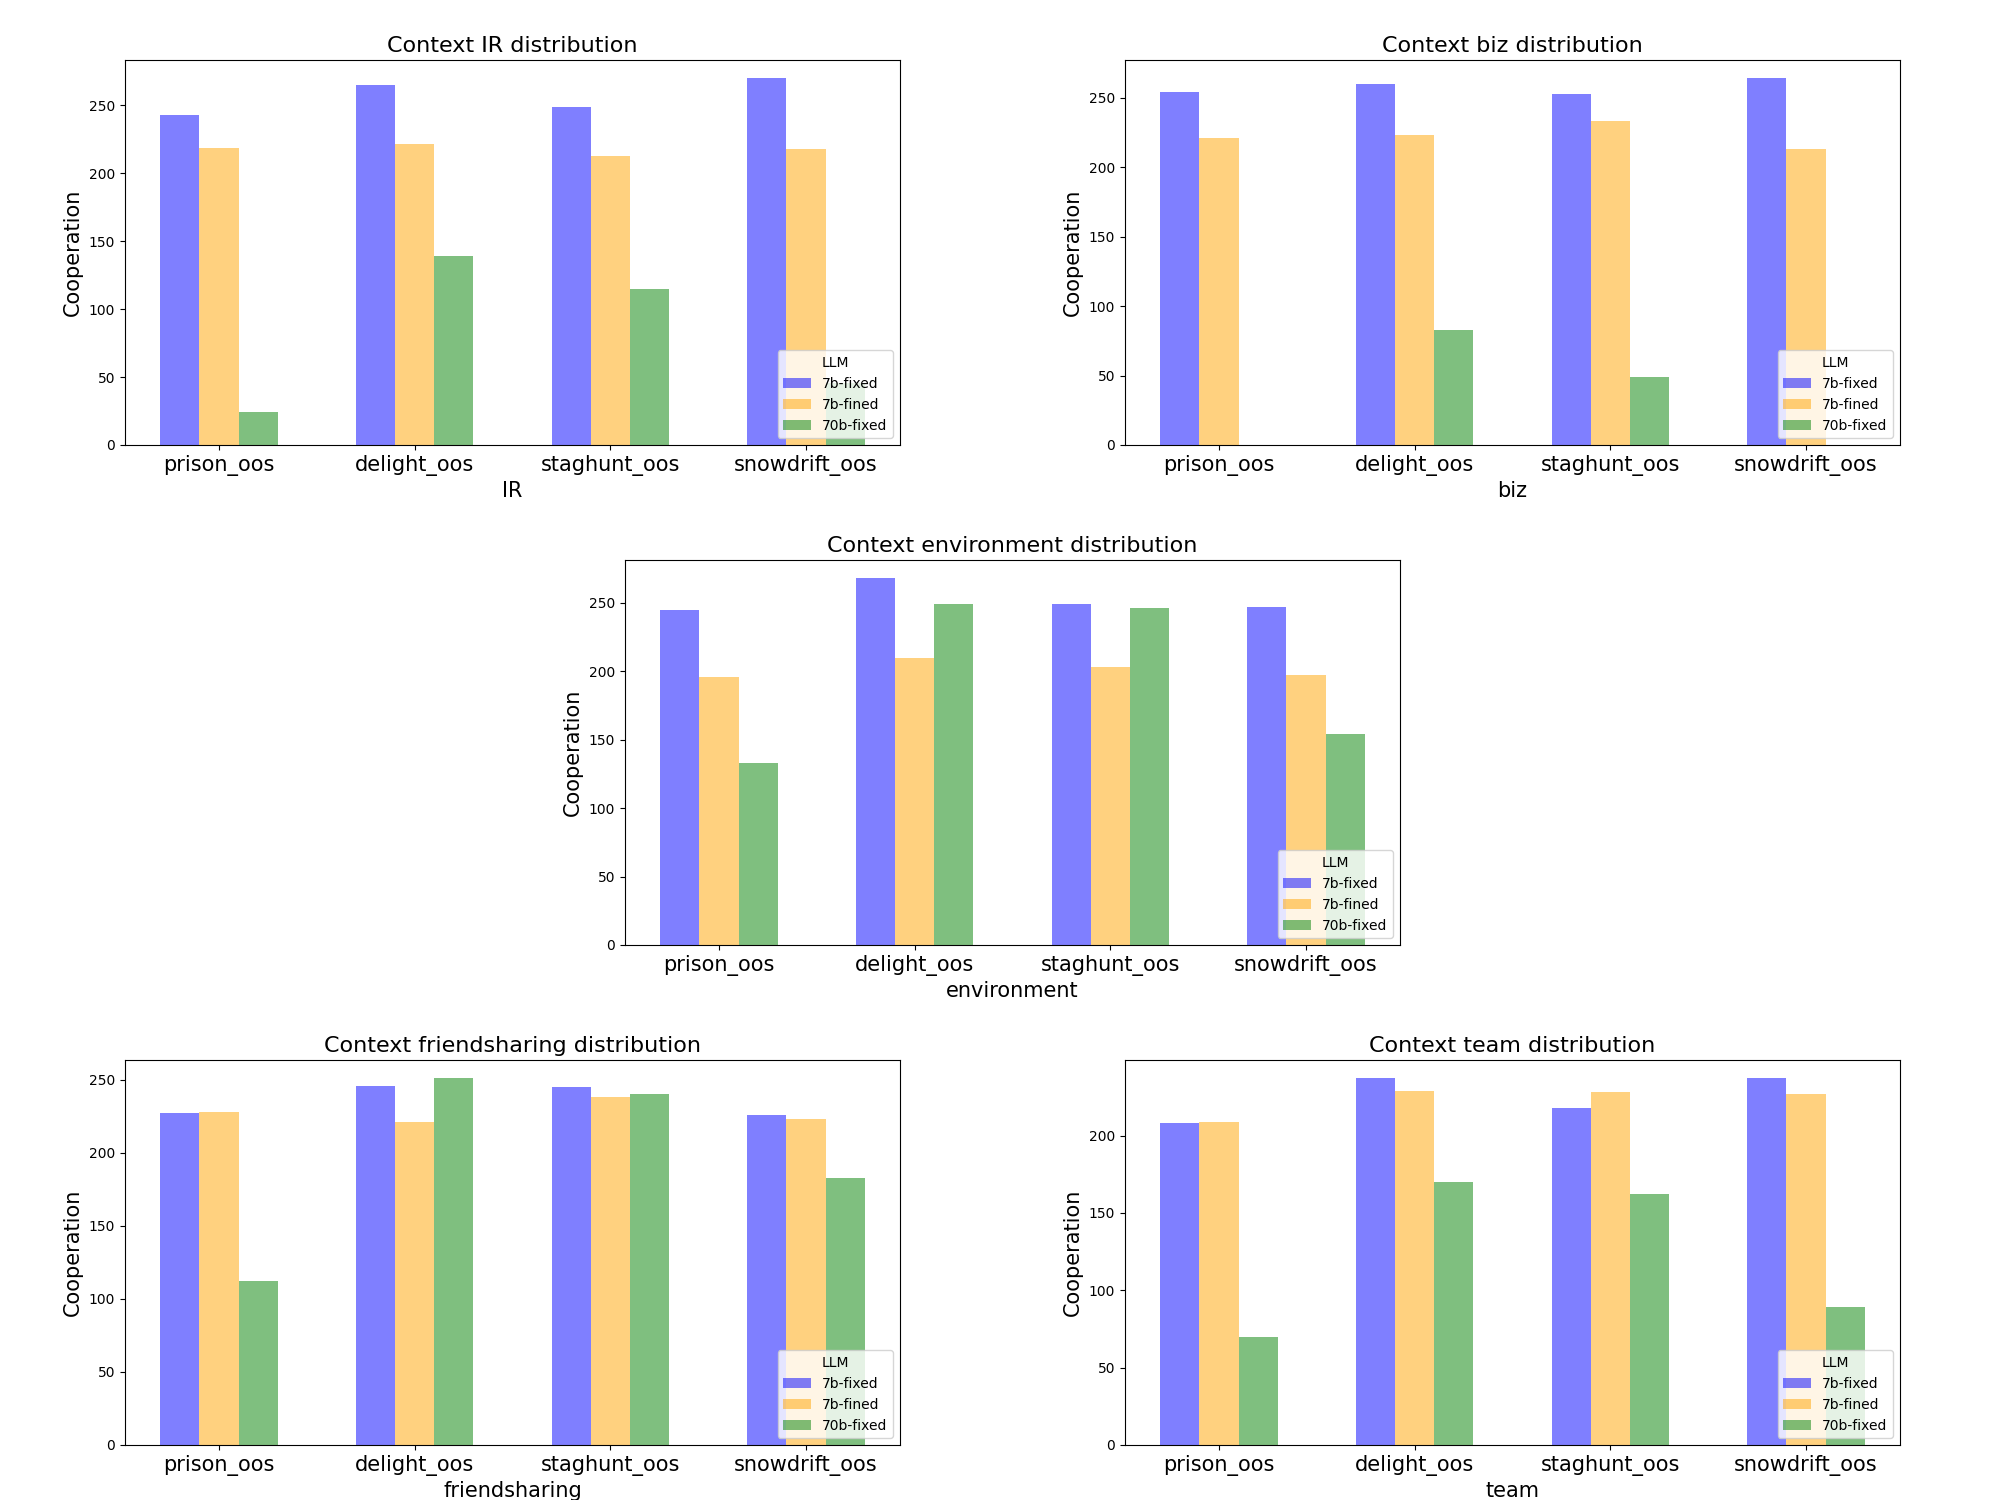 Context IR distribution
Cooperation
250
200
150
100
50
0
LLM
7b-fixed
7b-fined
70b-fixed
prison_oos delight_oos staghunt_oos snowdrift_oos
IR
Context biz distribution
Cooperation
250
200
150
100
50
0
LLM
7b-fixed
7b-fined
70b-fixed
prison_oos delight_oos staghunt_oos snowdrift_oos
biz
Context environment distribution
Cooperation
250
200
150
100
50
0
LLM
7b-fixed
7b-fined
70b-fixed
prison_oos delight_oos staghunt_oos snowdrift_oos
environment
Context friendsharing distribution
Cooperation
250
200
150
100
50
0
LLM
7b-fixed
7b-fined
70b-fixed
prison_oos delight_oos staghunt_oos snowdrift_oos
friendsharing
Context team distribution
Cooperation
200
150
100
50
0
LLM
7b-fixed
7b-fined
70b-fixed
prison_oos delight_oos staghunt_oos snowdrift_oos
team